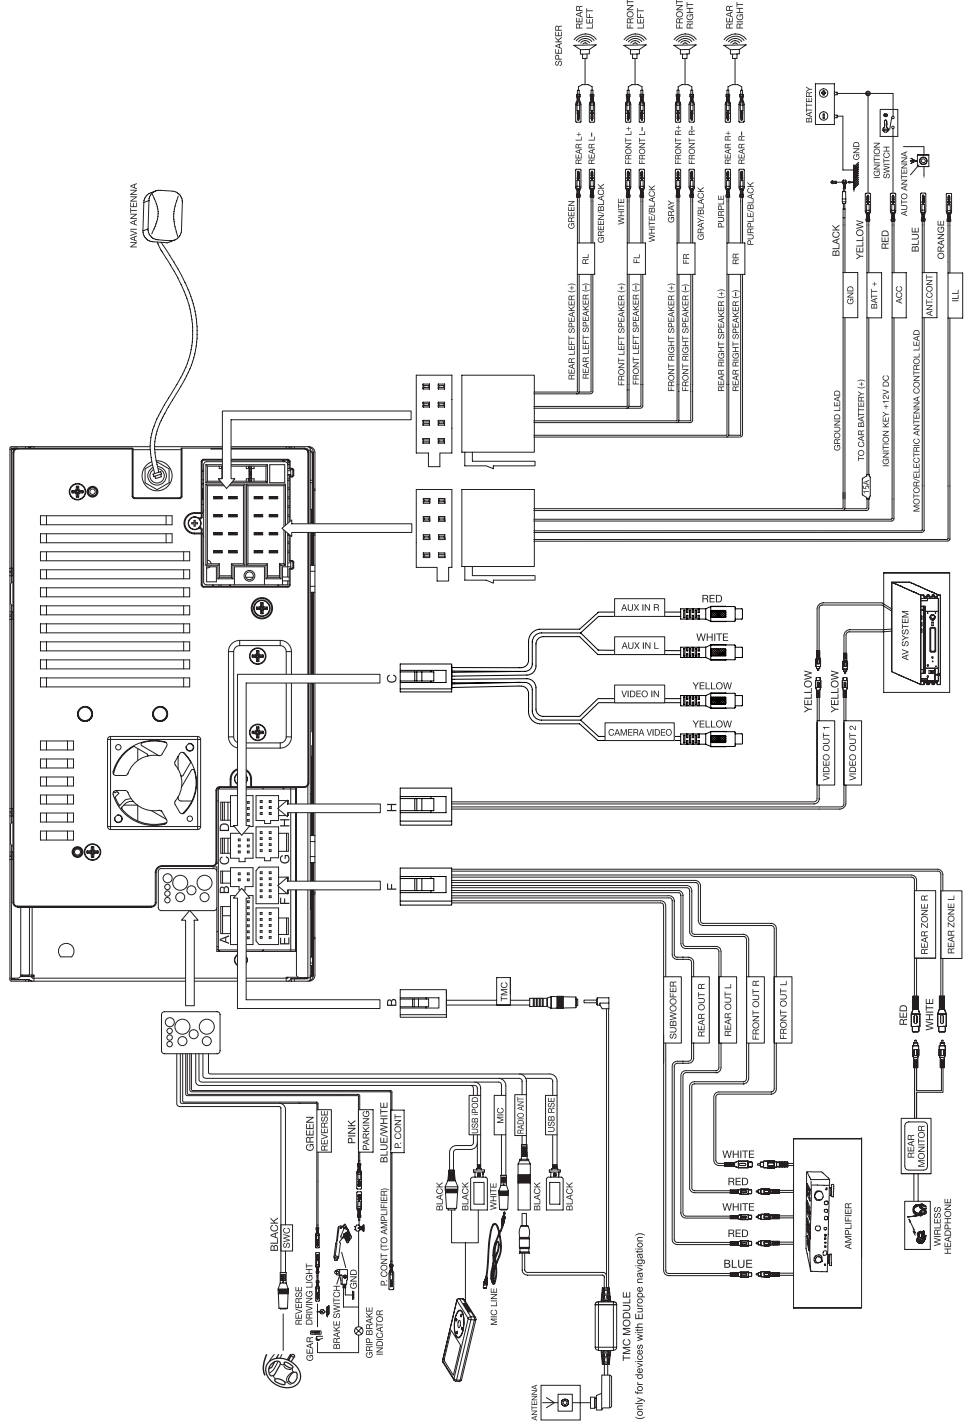 NAVI ANTENNA
SPEAKER
REAR
LEFT
FRONT
LEFT
FRONT
RIGHT
REAR
RIGHT
REAR L+
REAR L–
FRONT L+
FRONT L–
FRONT R+
FRONT R–
REAR R+
REAR R–
GREEN
GREEN/BLACK
WHITE
WHITE/BLACK
GRAY
GRAY/BLACK
PURPLE
PURPLE/BLACK
RL
FL
FR
RR
REAR LEFT SPEAKER (+)
REAR LEFT SPEAKER (–)
FRONT LEFT SPEAKER (+)
FRONT LEFT SPEAKER (–)
FRONT RIGHT SPEAKER (+)
FRONT RIGHT SPEAKER (–)
REAR RIGHT SPEAKER (+)
REAR RIGHT SPEAKER (–)
BATTERY
GND
IGNITION
SWITCH
AUTO ANTENNA
BLACK
YELLOW
RED
BLUE
ORANGE
GND
BATT +
ACC
ANT.CONT
ILL
GROUND LEAD
TO CAR BATTERY (+)
15A
IGNITION KEY +12V DC
MOTOR/ELECTRIC ANTENNA CONTROL LEAD
A
B
C
D
E
F
G
H
C
AUX IN R
RED
AUX IN L
WHITE
VIDEO IN
YELLOW
CAMERA VIDEO
YELLOW
H
YELLOW
YELLOW
VIDEO OUT 1
VIDEO OUT 2
AV SYSTEM
F
SUBWOOFER
REAR OUT R
REAR OUT L
FRONT OUT R
FRONT OUT L
REAR ZONE R
REAR ZONE L
RED
WHITE
REAR
MONITOR
WIRLESS
HEADPHONE
WHITE
RED
WHITE
RED
BLUE
AMPLIFIER
B
TMC
BLACK
SWC
GREEN
REVERSE
PINK
PARKING
BLUE/WHITE
P. CONT
REVERSE
DRIVING LIGHT
GEAR
BRAKE SWITCH
GND
GRIP BRAKE
INDICATOR
P. CONT (TO AMPLIFIER)
USB iPOD
MIC
RADIO ANT
USB RSE
BLACK
BLACK
WHITE
BLACK
BLACK
MIC LINE
TMC MODULE
(only for devices with Europe navigation)
ANTENNA